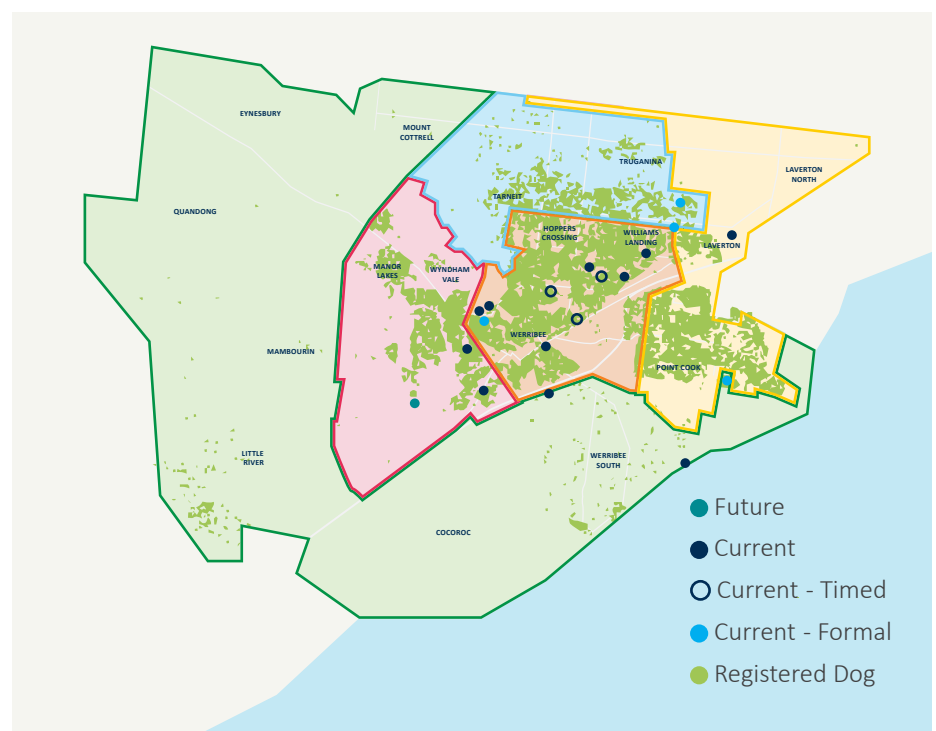 EYNESBURY
MOUNT
COTTRELL
TRUGANINA
LAVERTON
NORTH
TARNEIT
QUANDONG
HOPPERS
CROSSING
WILLIAMS
LANDING
LAVERTON
MANOR
LAKES
WYNDHAM
VALE
WERRIBEE
MAMBOURIN
POINT COOK
LITTLE
RIVER
WERRIBEE
SOUTH
COCOROC
Future
Current
Current - Timed
Current - Formal
Registered Dog